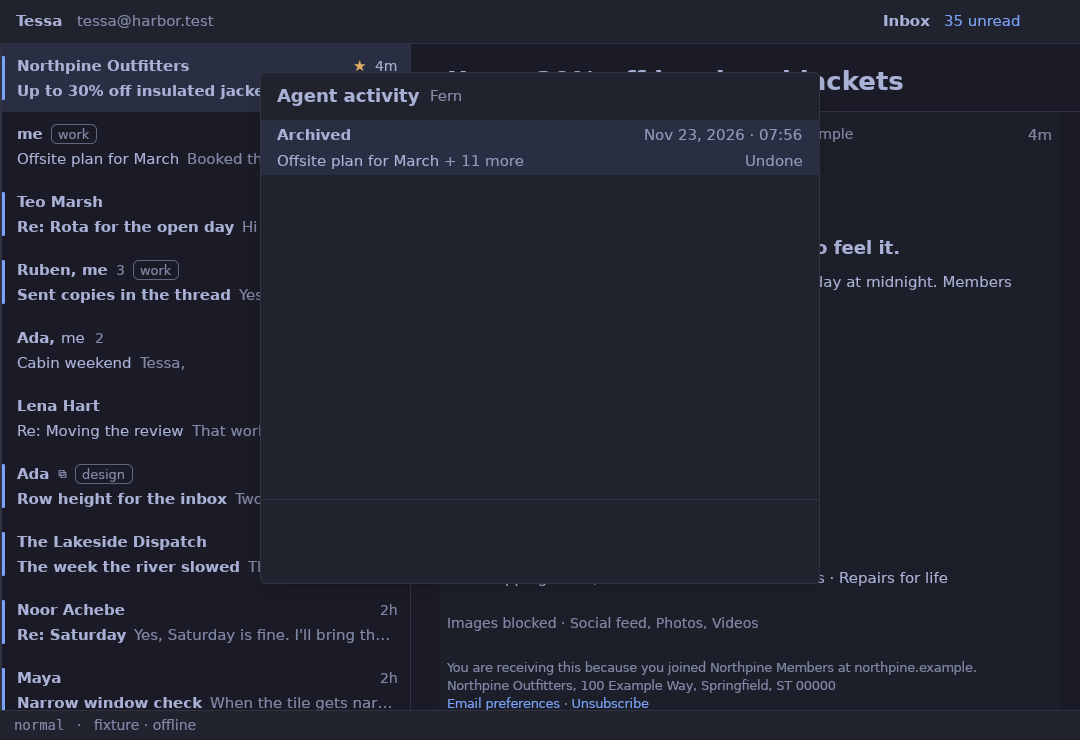 Tessa tessa@harbor.test Inbox 35 unread
Northpine Outfitters ★ 4m
Up to 30% off insulated jacke
me work
Offsite plan for March Booked th
Teo Marsh
Re: Rota for the open day Hi
Ruben, me 3 work
Sent copies in the thread Yes
Ada, me 2
Cabin weekend Tessa,
Lena Hart
Re: Moving the review That worl
Ada design
Row height for the inbox Two
The Lakeside Dispatch
The week the river slowed
Noor Achebe 2h
Re: Saturday Yes, Saturday is fine. I'll bring th…
Maya 2h
Narrow window check When the tile gets nar…
Agent activity Fern
Archived Nov 23, 2026 · 07:56
Offsite plan for March + 11 more Undone
ackets
mple 4m
o feel it.
day at midnight. Members
s · Repairs for life
Images blocked · Social feed, Photos, Videos
You are receiving this because you joined Northpine Members at northpine.example.
Northpine Outfitters, 100 Example Way, Springfield, ST 00000
Email preferences · Unsubscribe
normal · fixture · offline